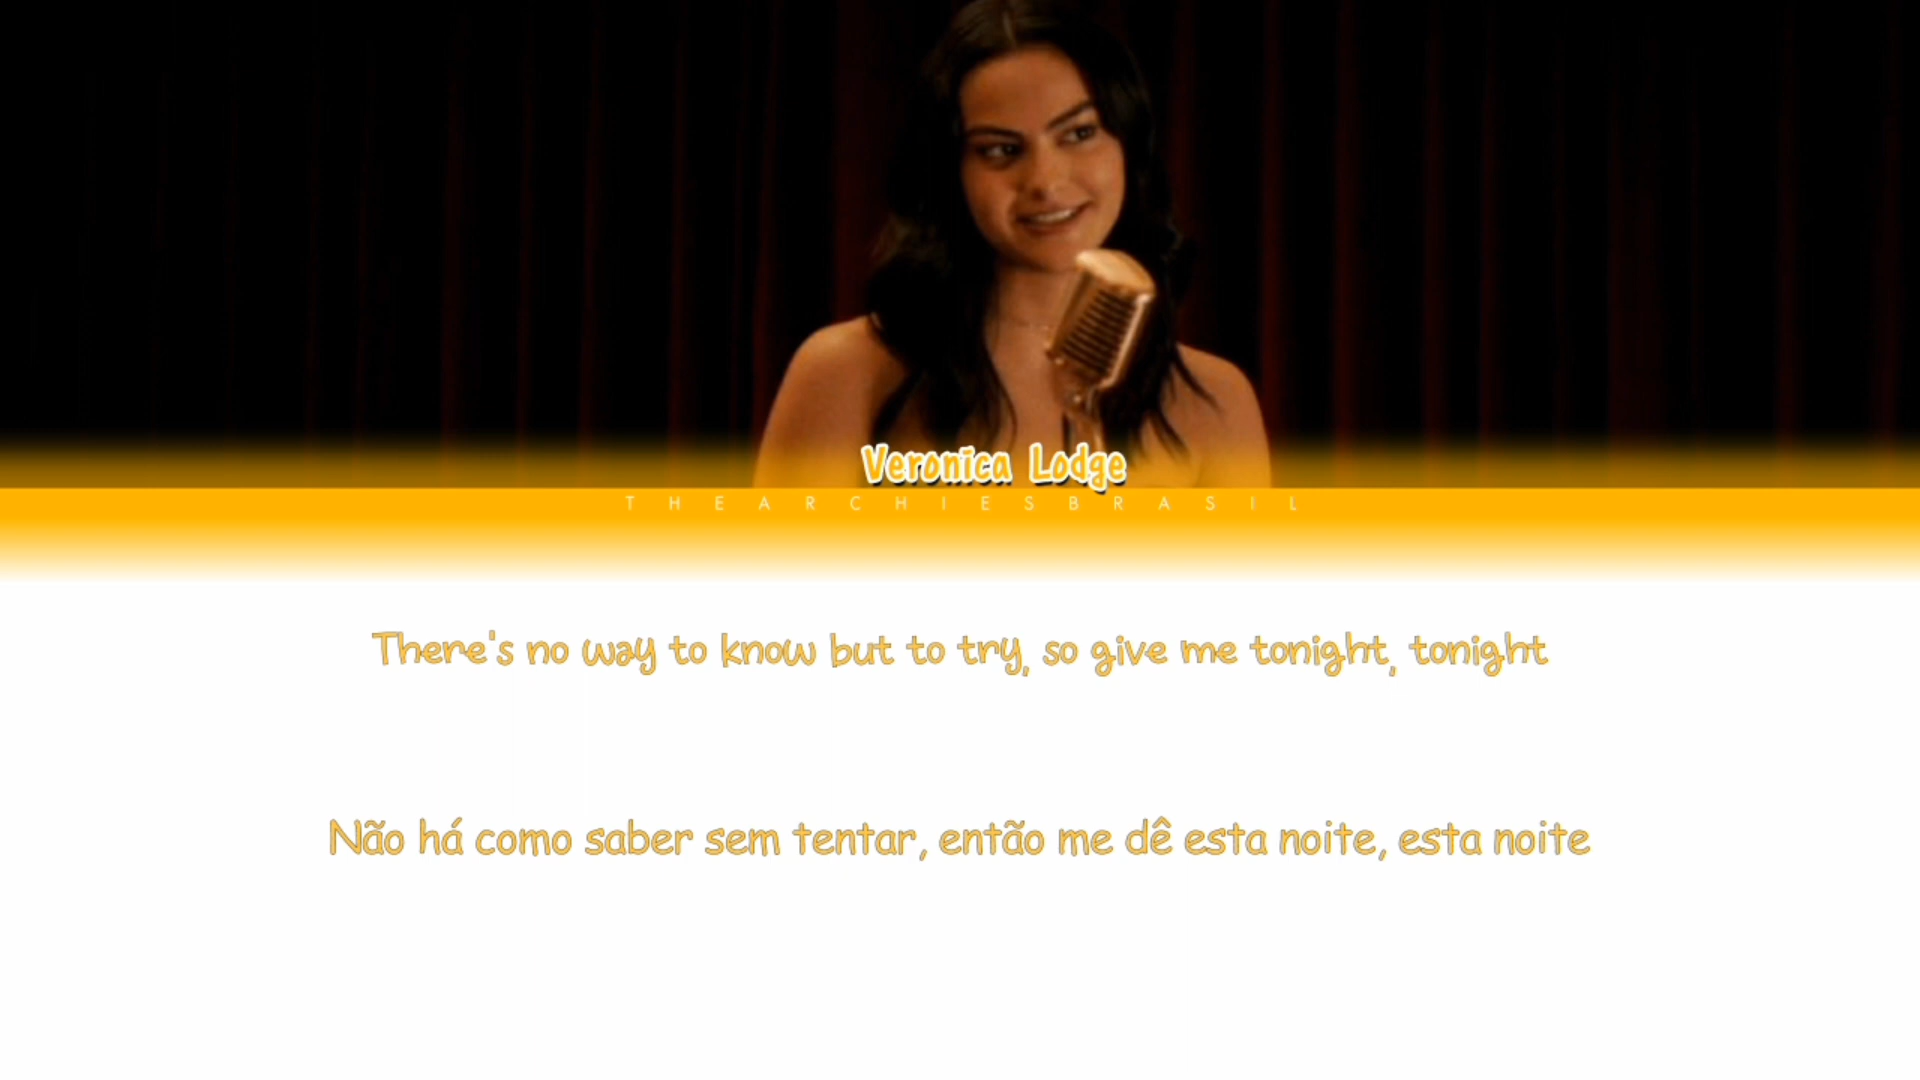 Veronica Lodge
THEARCHIESBRASIL
There's no way to know but to try, so give me tonight, tonight
Não há como saber sem tentar, então me dê esta noite, esta noite